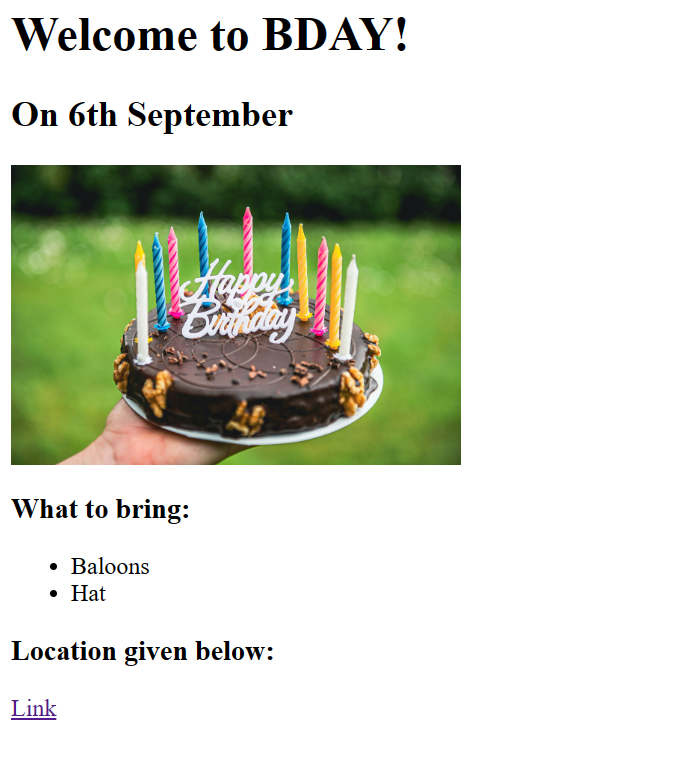 Welcome to BDAY!
On 6th September
Happy
Birthday
What to bring:
Baloons
Hat
Location given below:
Link